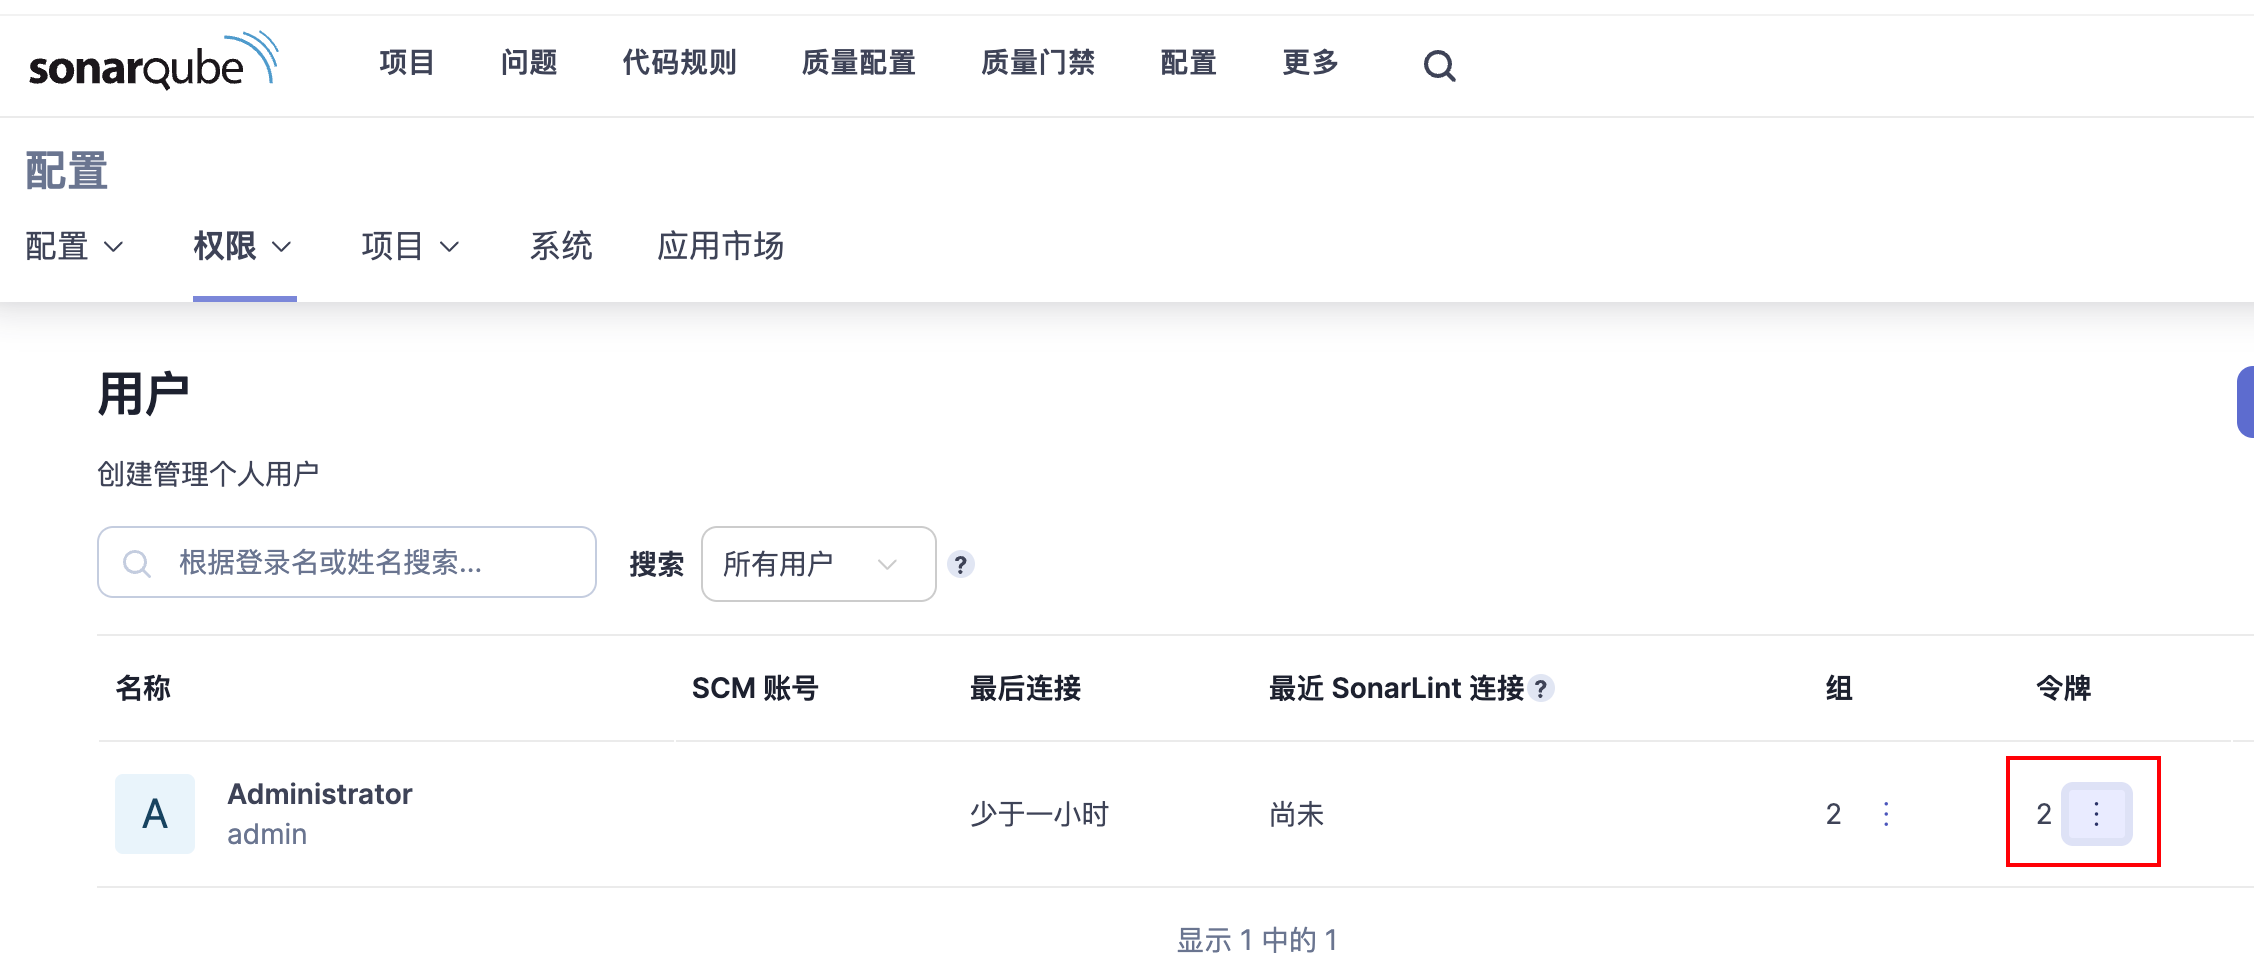 sonarqube 项目 问题 代码规则 质量配置 质量门禁 配置 更多
配置
配置 权限 项目 系统 应用市场
用户
创建管理个人用户
根据登录名或姓名搜索... 搜索 所有用户 ?
名称 SCM 账号 最后连接 最近 SonarLint 连接 ? 组 令牌
A Administrator 少于一小时 尚未 2 2
admin
显示 1 中的 1